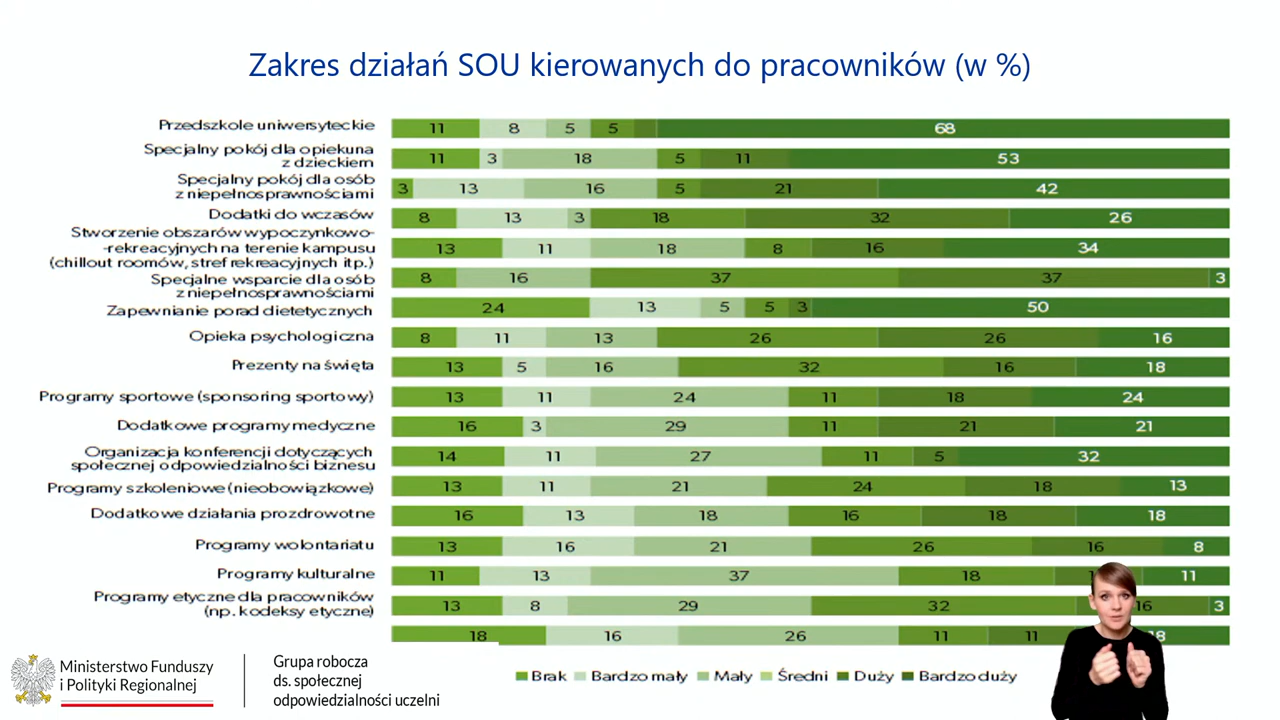 Zakres działań SOU kierowanych do pracowników (w %)
Przedszkole uniwersyteckie 11 8 5 5 68
Specjalny pokój dla opiekuna
z dzieckiem 11 3 18 5 11 53
Specjalny pokój dla osób
z niepełnosprawnościami 3 13 16 5 21 42
Dodatki do wczasów 8 13 3 18 32 26
Stworzenie obszarów wypoczynkowo-
-rekreacyjnych na terenie kampusu 13 11 18 8 16 34
(chillout roomów, stref rekreacyjnych itp.)
Specjalne wsparcie dla osób 8 16 37 37 3
z niepełnosprawnościami
Zapewnianie porad dietetycznych 24 13 5 5 3 50
Opieka psychologiczna 8 11 13 26 26 16
Prezenty na święta 13 5 16 32 16 18
Programy sportowe (sponsoring sportowy) 13 11 24 11 18 24
Dodatkowe programy medyczne 16 3 29 11 21 21
Organizacja konferencji dotyczących 14 11 27 11 5 32
społecznej odpowiedzialności biznesu
Programy szkoleniowe (nieobowiązkowe) 13 11 21 24 18 13
Dodatkowe działania prozdrowotne 16 13 18 16 18 18
Programy wolontariatu 13 16 21 26 16 8
Programy kulturalne 11 13 37 18 11
Programy etyczne dla pracowników
(np. kodeksy etyczne) 13 8 29 32 16 3
18 16 26 11 11
Brak Bardzo mały Mały Średni Duży Bardzo duży
Ministerstwo Funduszy
i Polityki Regionalnej
Grupa robocza
ds. społecznej
odpowiedzialności uczelni